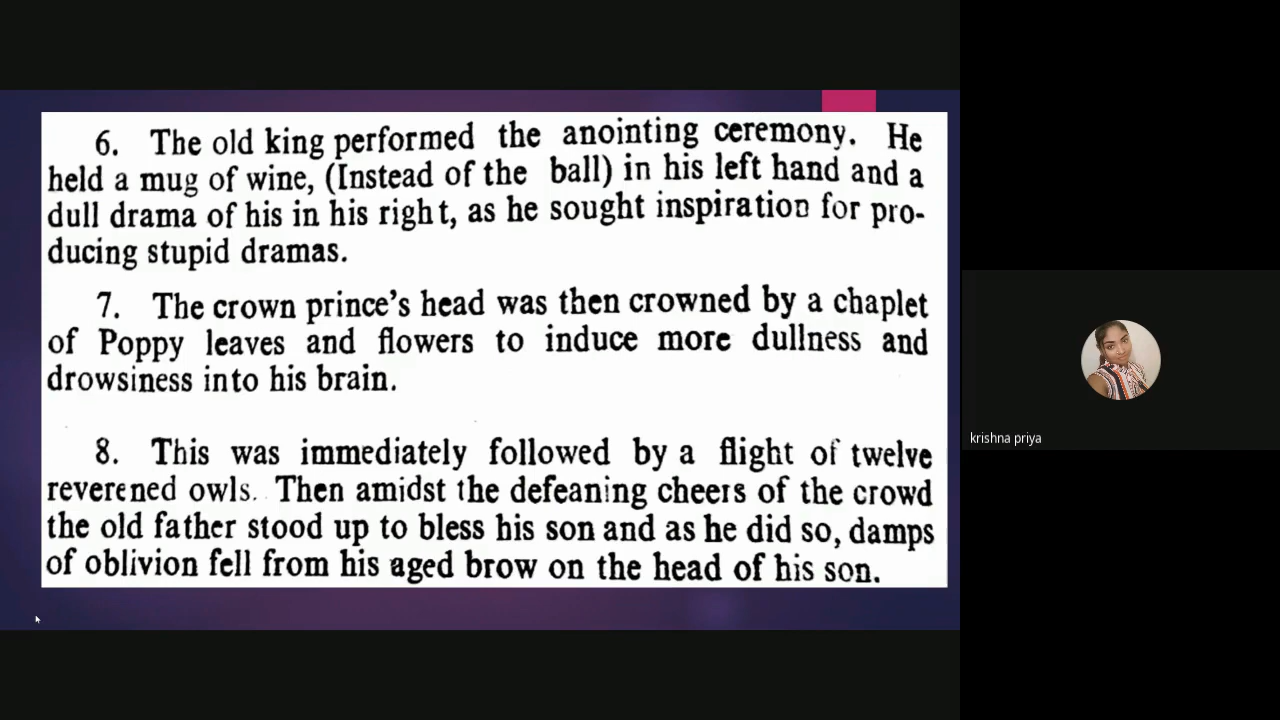 6. The old king performed the anointing ceremony. He
held a mug of wine, (Instead of the ball) in his left hand and a
dull drama of his in his right, as he sought inspiration for pro-
ducing stupid dramas.
7. The crown prince's head was then crowned by a chaplet
of Poppy leaves and flowers to induce more dullness and
drowsiness into his brain.
8. This was immediately followed by a flight of twelve
reverened owls. Then amidst the defeaning cheers of the crowd
the old father stood up to bless his son and as he did so, damps
of oblivion fell from his aged brow on the head of his son.
krishna priya